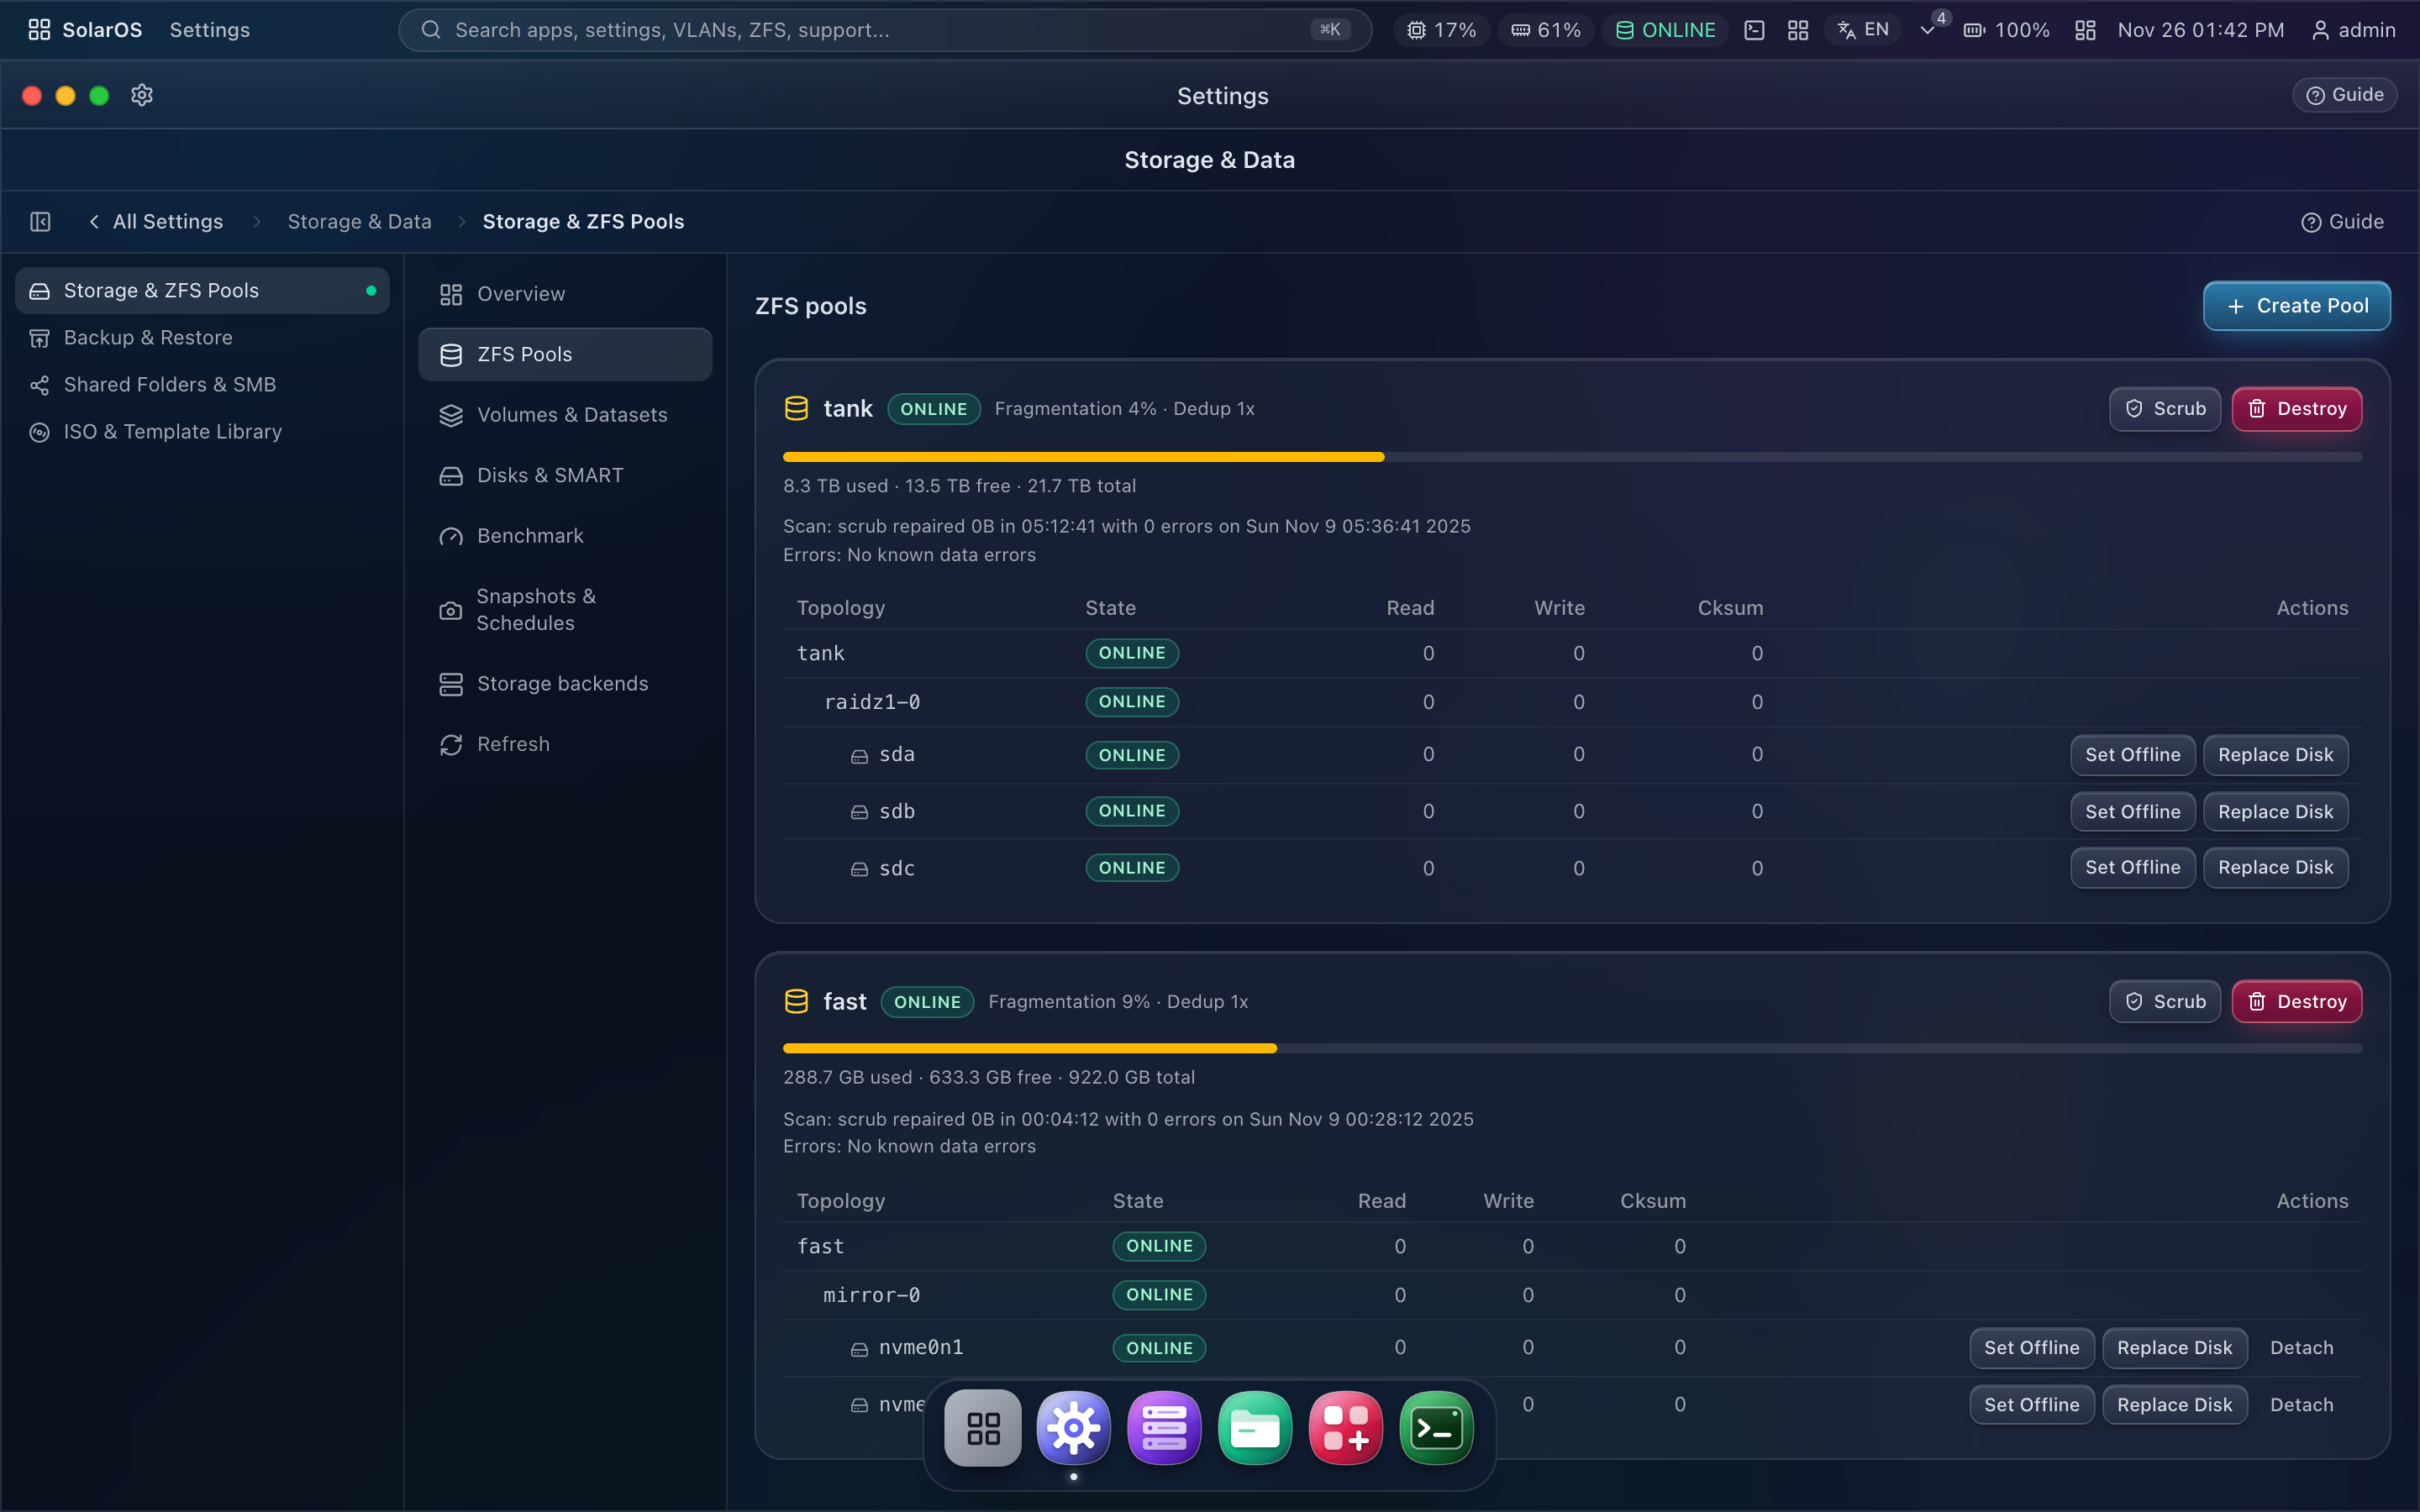 SolarOS Settings Search apps, settings, VLANs, ZFS, support... ⌘K 17% 61% ONLINE EN 4 100% Nov 26 01:42 PM admin
Settings Guide
Storage & Data
All Settings Storage & Data Storage & ZFS Pools Guide
Storage & ZFS Pools
Backup & Restore
Shared Folders & SMB
ISO & Template Library
Overview
ZFS Pools
Volumes & Datasets
Disks & SMART
Benchmark
Snapshots &
Schedules
Storage backends
Refresh
ZFS pools Create Pool
tank ONLINE Fragmentation 4% · Dedup 1x Scrub Destroy
8.3 TB used · 13.5 TB free · 21.7 TB total
Scan: scrub repaired 0B in 05:12:41 with 0 errors on Sun Nov 9 05:36:41 2025
Errors: No known data errors
Topology State Read Write Cksum Actions
tank ONLINE 0 0 0
raidz1-0 ONLINE 0 0 0
sda ONLINE 0 0 0 Set Offline Replace Disk
sdb ONLINE 0 0 0 Set Offline Replace Disk
sdc ONLINE 0 0 0 Set Offline Replace Disk
fast ONLINE Fragmentation 9% · Dedup 1x Scrub Destroy
288.7 GB used · 633.3 GB free · 922.0 GB total
Scan: scrub repaired 0B in 00:04:12 with 0 errors on Sun Nov 9 00:28:12 2025
Errors: No known data errors
Topology State Read Write Cksum Actions
fast ONLINE 0 0 0
mirror-0 ONLINE 0 0 0
nvme0n1 ONLINE 0 0 0 Set Offline Replace Disk Detach
0 0 Set Offline Replace Disk Detach